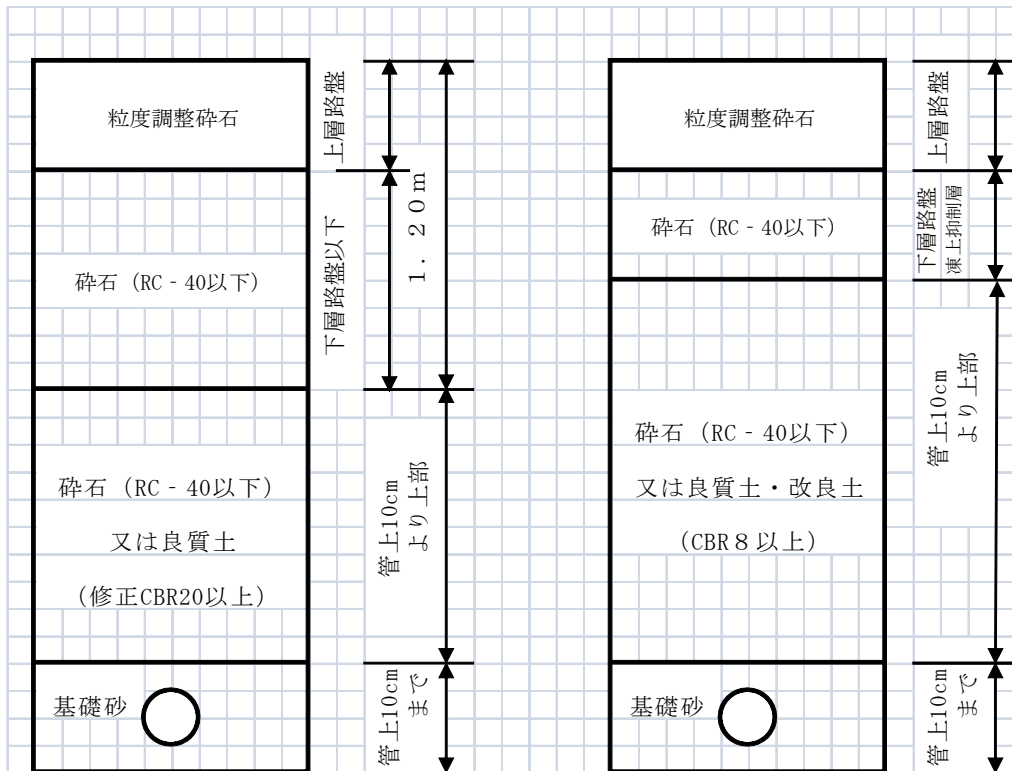 粒度調整砕石
砕石（RC‐40以下）
砕石（RC‐40以下）
又は良質土
（修正CBR20以上）
基礎砂
上層路盤
下層路盤以下
１．２０ｍ
管上10cm
より上部
管上10cm
まで
粒度調整砕石
砕石（RC‐40以下）
砕石（RC‐40以下）
又は良質土・改良土
（CBR８以上）
基礎砂
上層路盤
下層路盤
凍上抑制層
管上10cm
より上部
管上10cm
まで